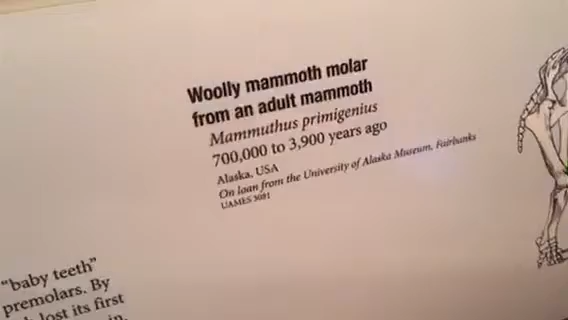 Woolly mammoth molar
from an adult mammoth
Mammuthus primigenius
700,000 to 3,900 years ago
Alaska, USA
On loan from the University of Alaska Museum, Fairbanks
UAMES 3081
"baby teeth"
premolars. By
lost its first